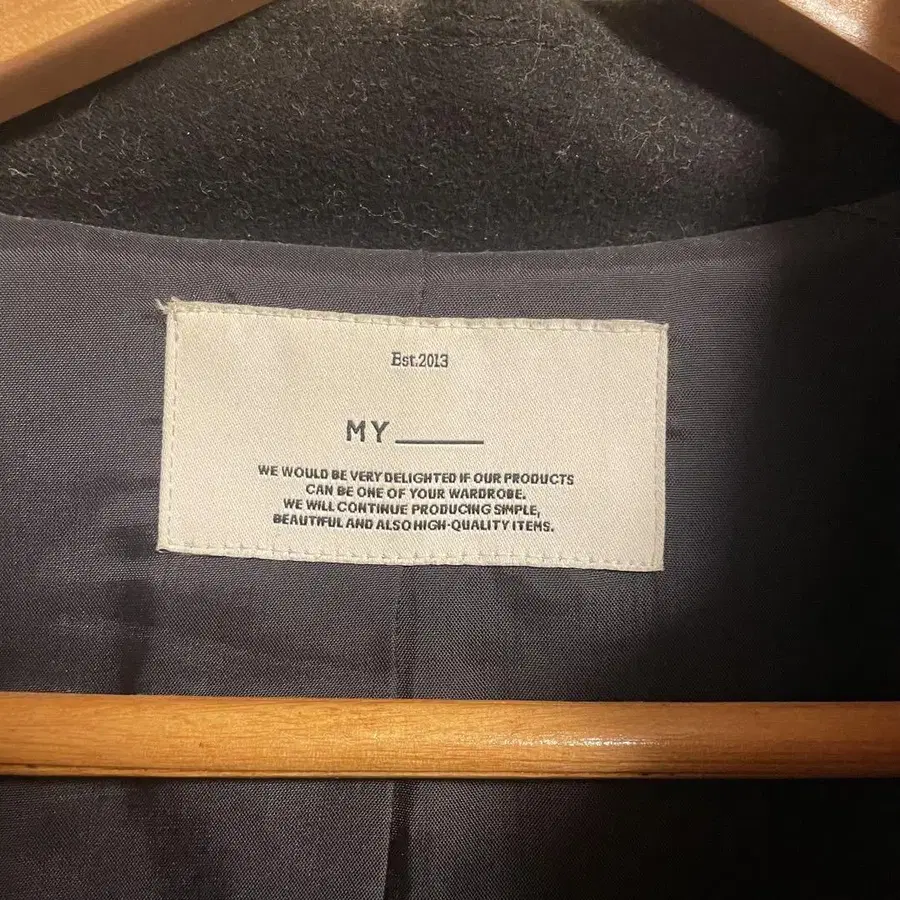 Est.2013
MY_____
WE WOULD BE VERY DELIGHTED IF OUR PRODUCTS
CAN BE ONE OF YOUR WARDROBE.
WE WILL CONTINUE PRODUCING SIMPLE,
BEAUTIFUL AND ALSO HIGH-QUALITY ITEMS.